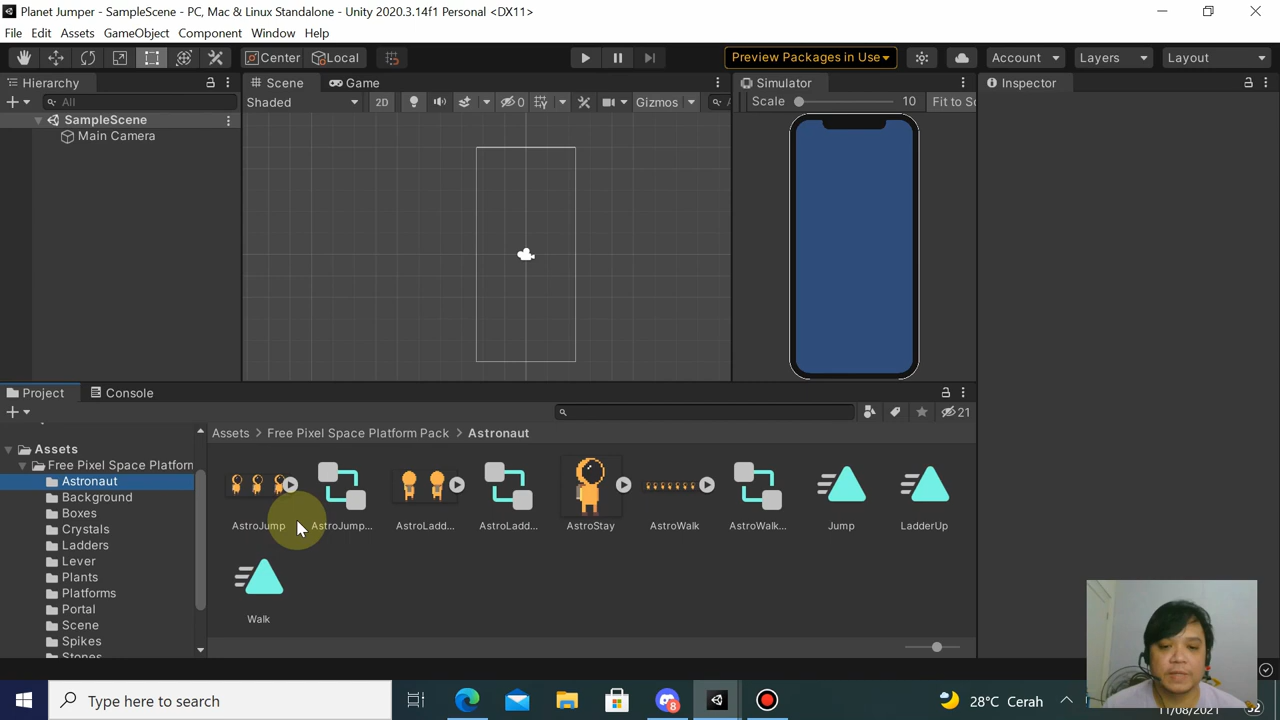 Planet Jumper - SampleScene - PC, Mac & Linux Standalone - Unity 2020.3.14f1 Personal <DX11>
File Edit Assets GameObject Component Window Help
Center Local Preview Packages in Use Account Layers Layout
Hierarchy Scene Game Simulator Inspector
All Shaded 2D 0 Gizmos Scale 10 Fit to S
SampleScene
Main Camera
Project Console
21
Assets > Free Pixel Space Platform Pack > Astronaut
Assets
Free Pixel Space Platform
Astronaut
Background
Boxes
Crystals
Ladders
Lever
Plants
Platforms
Portal
Scene
Spikes
Stones
AstroJump AstroJump... AstroLadd... AstroLadd... AstroStay AstroWalk AstroWalk... Jump LadderUp
Walk
Type here to search
8
28°C Cerah
11/08/2021